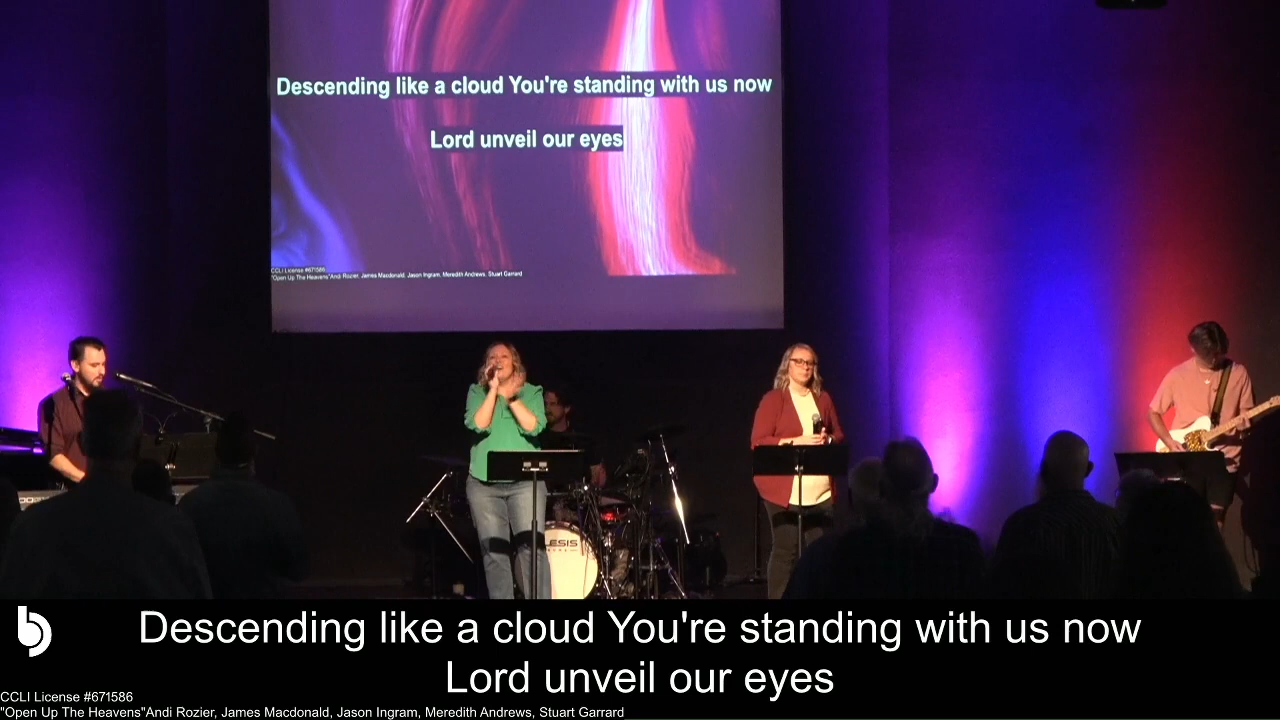 Descending like a cloud You're standing with us now
Lord unveil our eyes
CCLI License #671586
"Open Up The Heavens"Andi Rozier, James Macdonald, Jason Ingram, Meredith Andrews, Stuart Garrard
LESIS
Descending like a cloud You're standing with us now
Lord unveil our eyes
CCLI License #671586
"Open Up The Heavens"Andi Rozier, James Macdonald, Jason Ingram, Meredith Andrews, Stuart Garrard